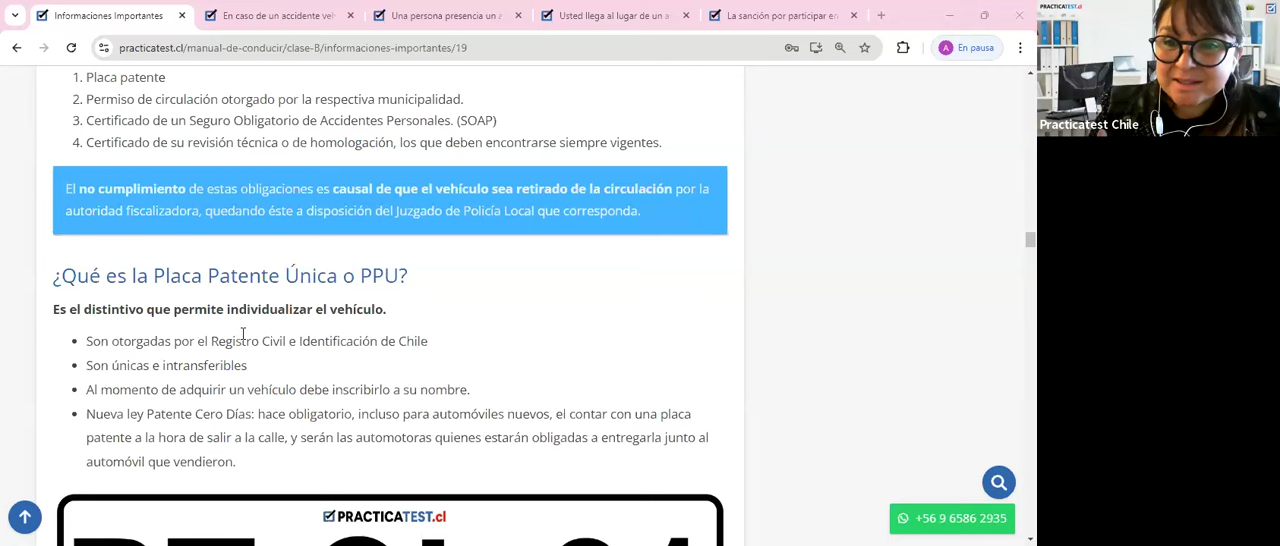 Informaciones Importantes
En caso de un accidente veh
Una persona presencia un a
Usted llega al lugar de un a
La sanción por participar en
practicatest.cl/manual-de-conducir/clase-B/informaciones-importantes/19
A
En pausa
PRACTICATEST.cl
Practicatest Chile
1. Placa patente
2. Permiso de circulación otorgado por la respectiva municipalidad.
3. Certificado de un Seguro Obligatorio de Accidentes Personales. (SOAP)
4. Certificado de su revisión técnica o de homologación, los que deben encontrarse siempre vigentes.
El no cumplimiento de estas obligaciones es causal de que el vehículo sea retirado de la circulación por la
autoridad fiscalizadora, quedando éste a disposición del Juzgado de Policía Local que corresponda.
¿Qué es la Placa Patente Única o PPU?
Es el distintivo que permite individualizar el vehículo.
Son otorgadas por el Registro Civil e Identificación de Chile
Son únicas e intransferibles
Al momento de adquirir un vehículo debe inscribirlo a su nombre.
Nueva ley Patente Cero Días: hace obligatorio, incluso para automóviles nuevos, el contar con una placa
patente a la hora de salir a la calle, y serán las automotoras quienes estarán obligadas a entregarla junto al
automóvil que vendieron.
PRACTICATEST.cl
+56 9 6586 2935